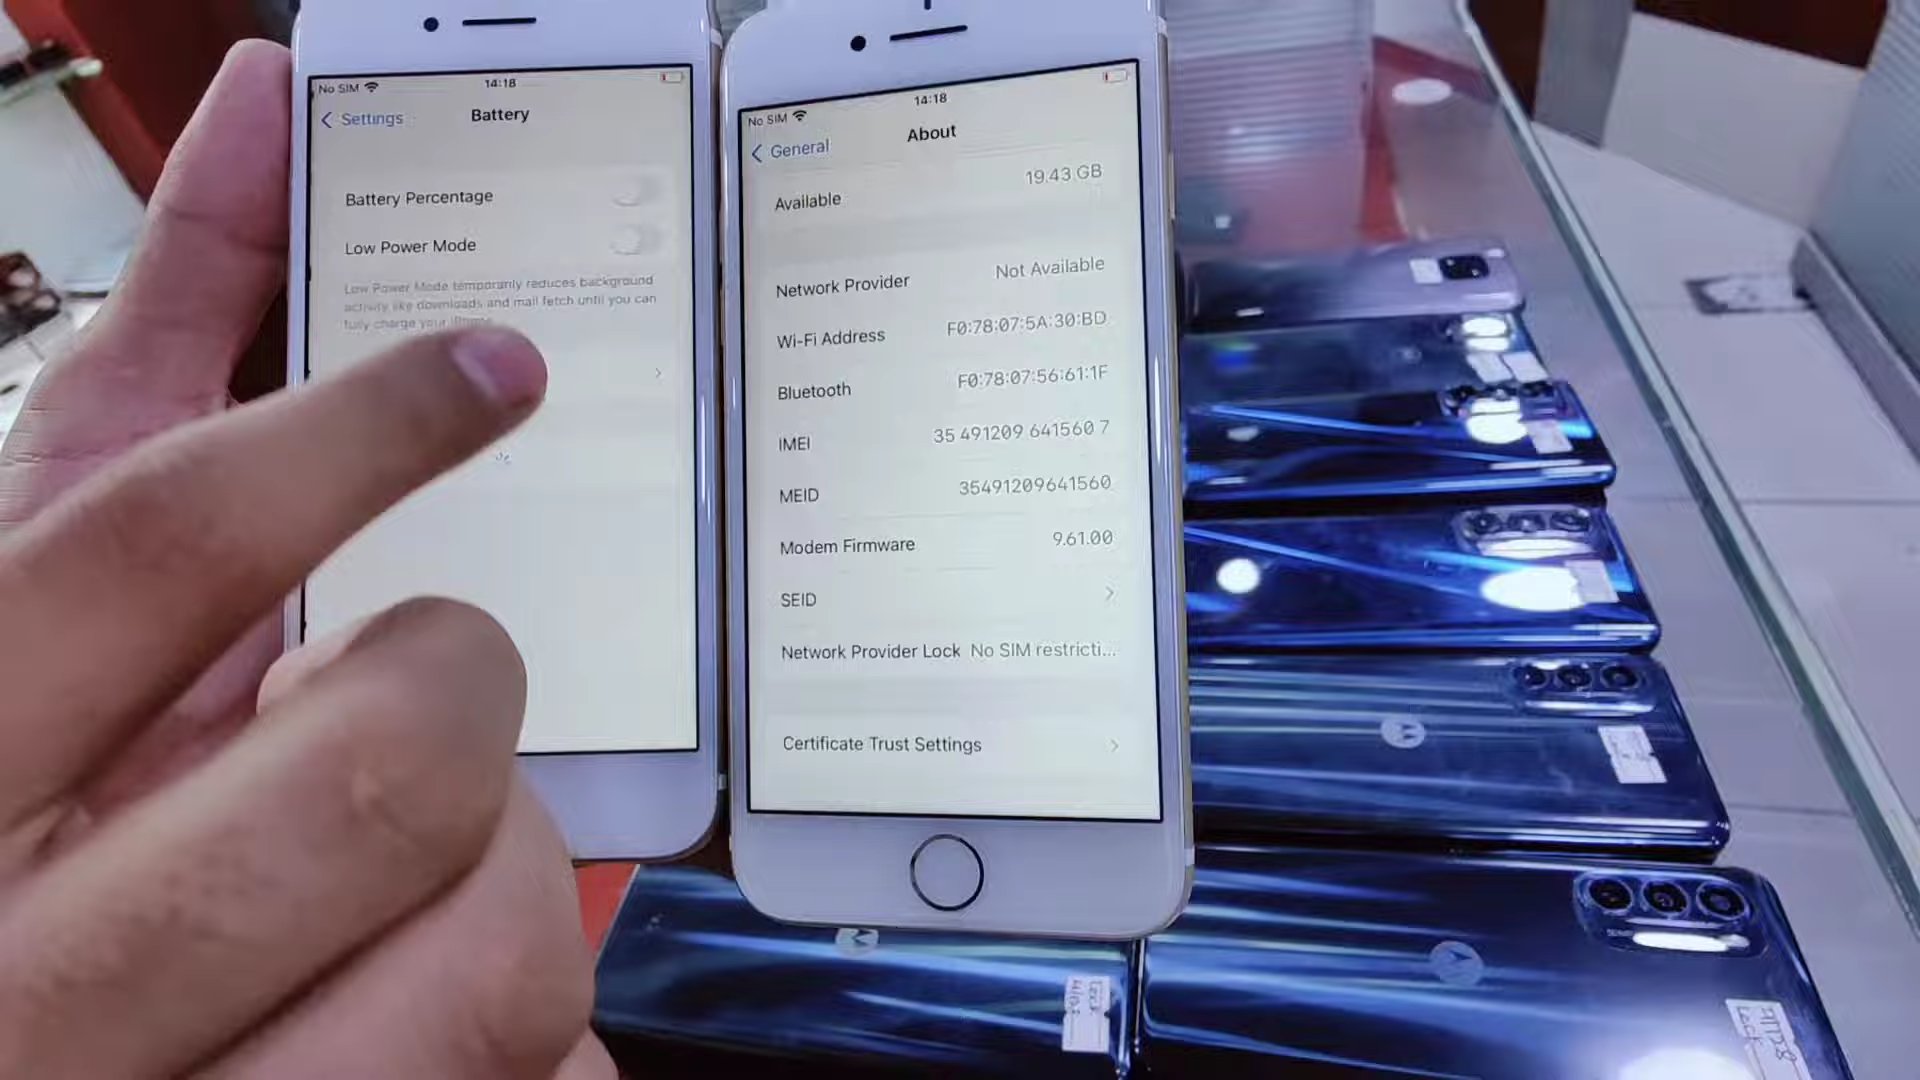 No SIM
14:18
Settings
Battery
Battery Percentage
Low Power Mode
Low Power Mode temporarily reduces background
activity like downloads and mail fetch until you can
fully charge your iPhone.
No SIM
14:18
General
About
Available 19.43 GB
Network Provider Not Available
Wi-Fi Address F0:78:07:5A:30:BD
Bluetooth F0:78:07:56:61:1F
IMEI 35 491209 641560 7
MEID 35491209641560
Modem Firmware 9.61.00
SEID
Network Provider Lock No SIM restricti...
Certificate Trust Settings